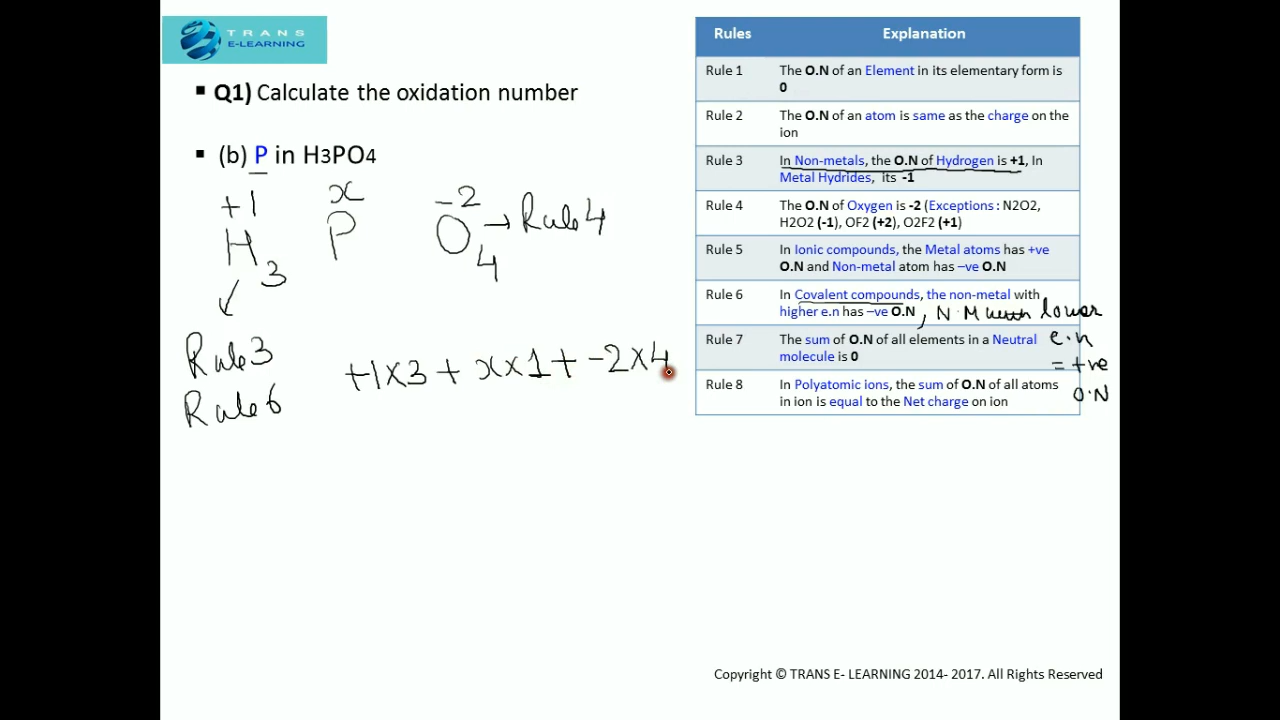 TRANS
E-LEARNING
▪ Q1) Calculate the oxidation number
▪ (b) P in H3PO4
+1 x -2
H3 P O4 → Rule 4
Rule 3
Rule 6
+1×3 + x×1 + -2×4
Rules Explanation
Rule 1 The O.N of an Element in its elementary form is
0
Rule 2 The O.N of an atom is same as the charge on the
ion
Rule 3 In Non-metals, the O.N of Hydrogen is +1, In
Metal Hydrides, its -1
Rule 4 The O.N of Oxygen is -2 (Exceptions : N2O2,
H2O2 (-1), OF2 (+2), O2F2 (+1)
Rule 5 In Ionic compounds, the Metal atoms has +ve
O.N and Non-metal atom has –ve O.N
Rule 6 In Covalent compounds, the non-metal with
higher e.n has –ve O.N , N.M with lower
e.n
= +ve
O.N
Rule 7 The sum of O.N of all elements in a Neutral
molecule is 0
Rule 8 In Polyatomic ions, the sum of O.N of all atoms
in ion is equal to the Net charge on ion
Copyright © TRANS E- LEARNING 2014- 2017. All Rights Reserved